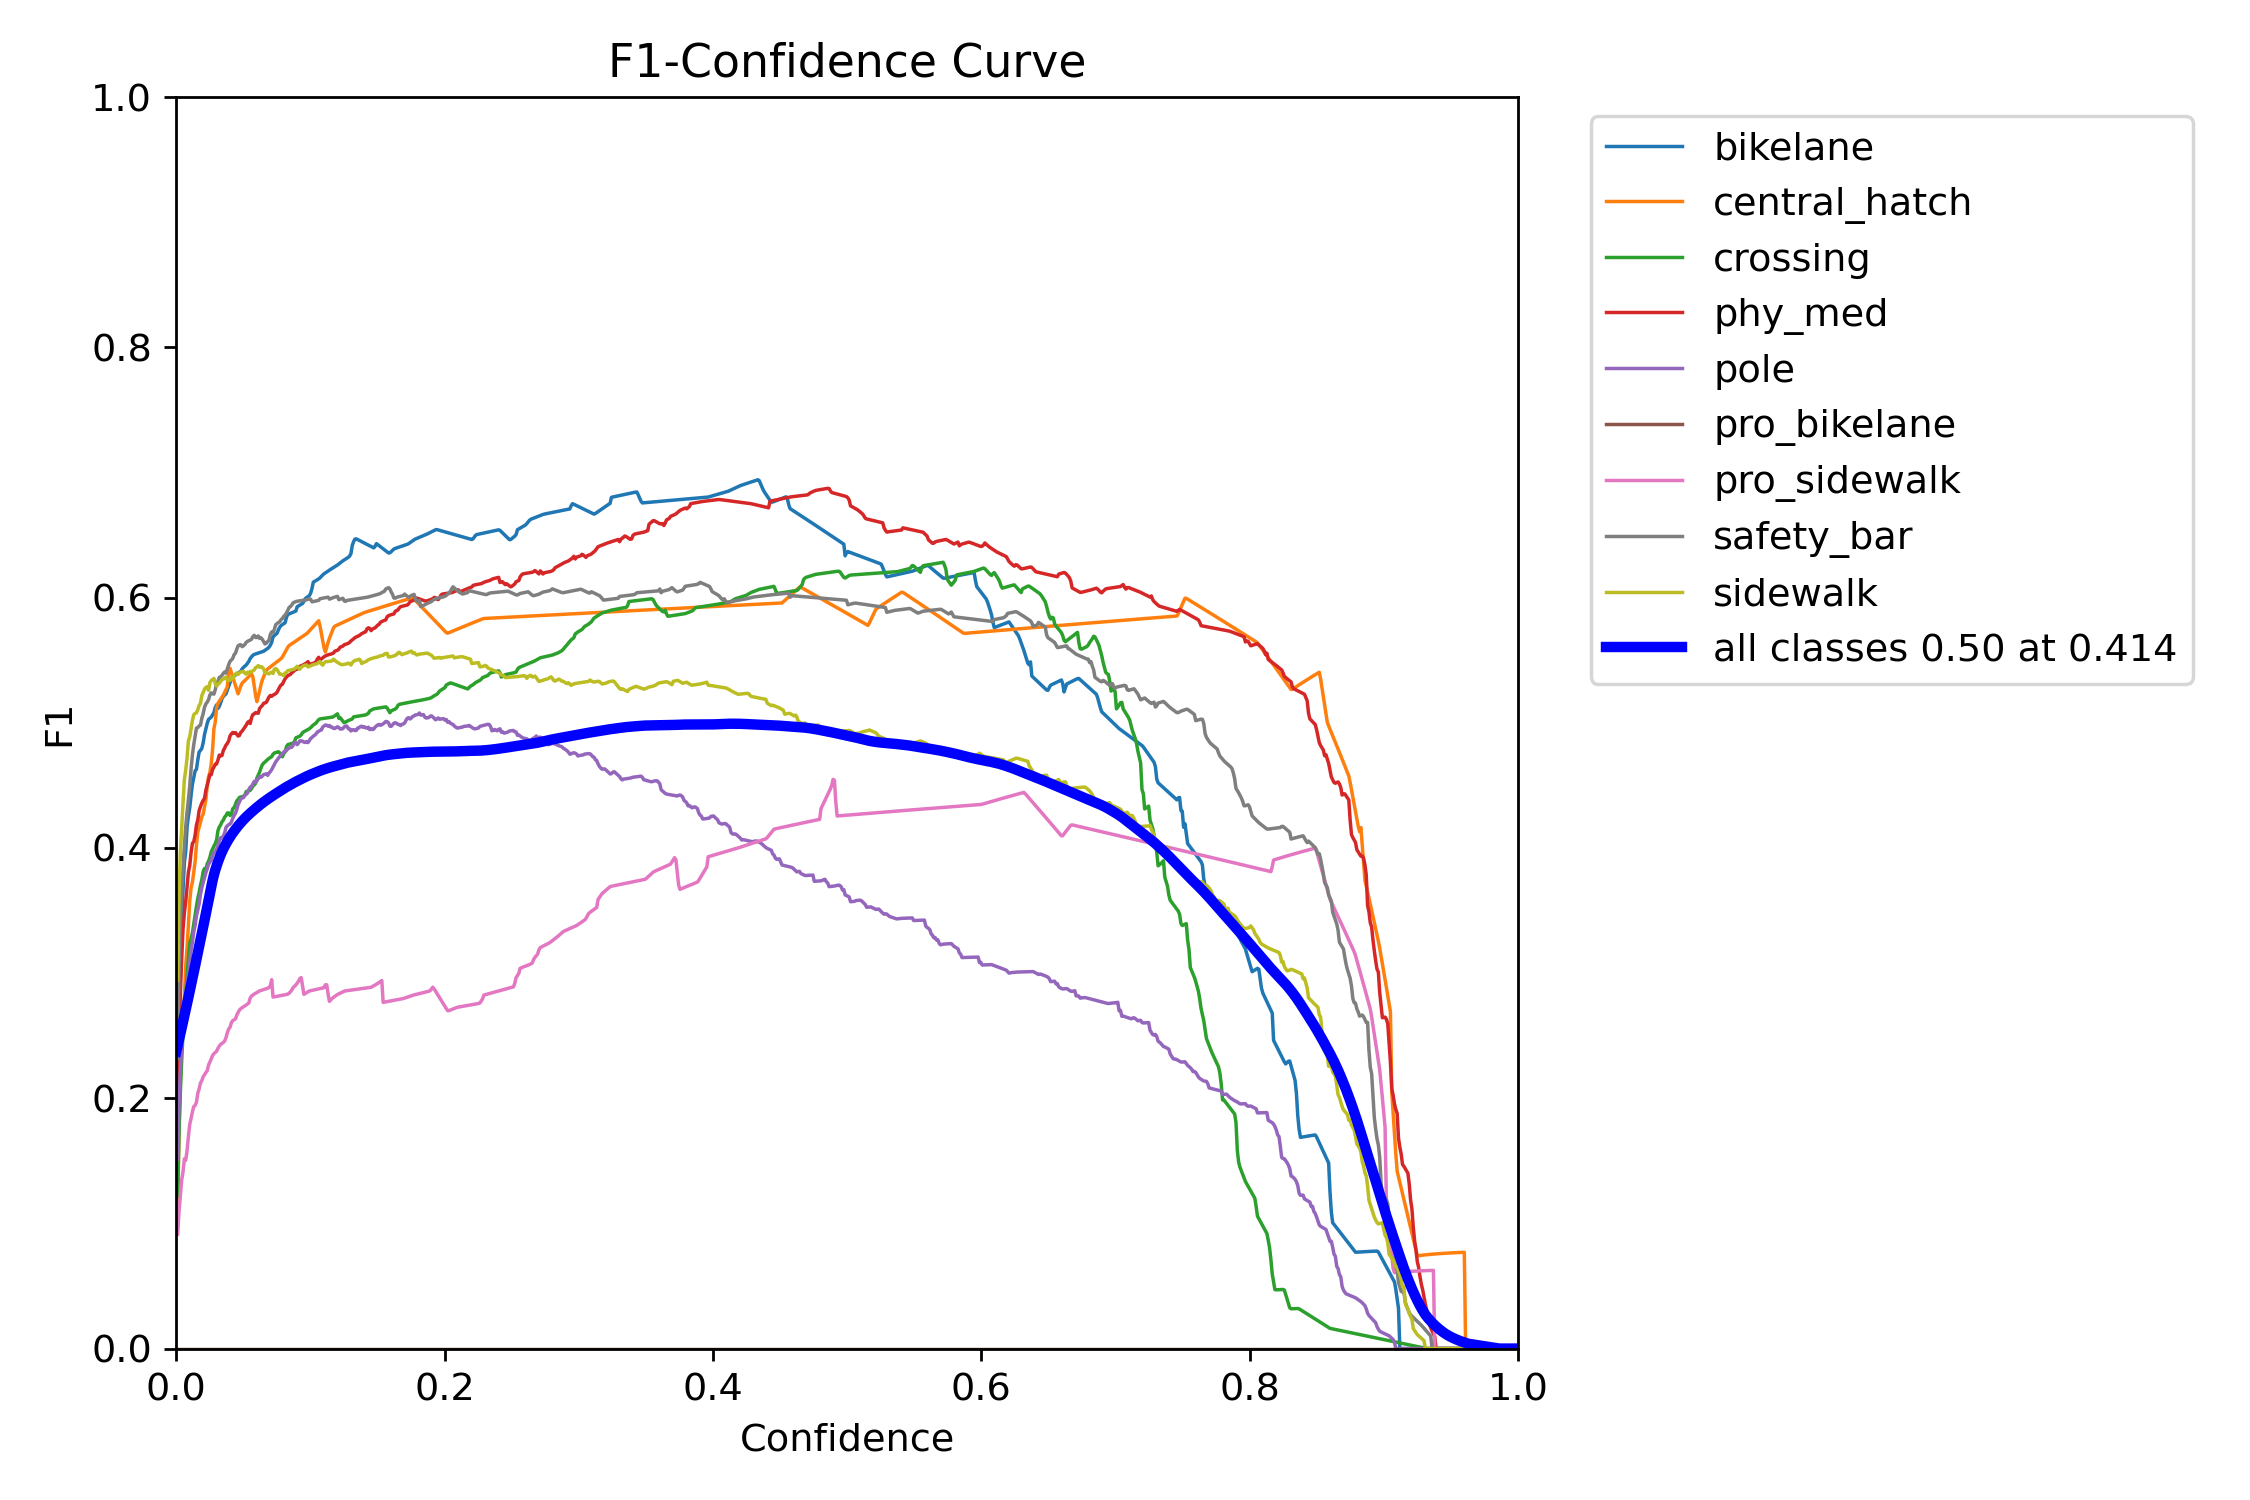 F1-Confidence Curve
1.0
0.8
0.6
0.4
0.2
0.0
F1
0.0 0.2 0.4 0.6 0.8 1.0
Confidence
bikelane
central_hatch
crossing
phy_med
pole
pro_bikelane
pro_sidewalk
safety_bar
sidewalk
all classes 0.50 at 0.414